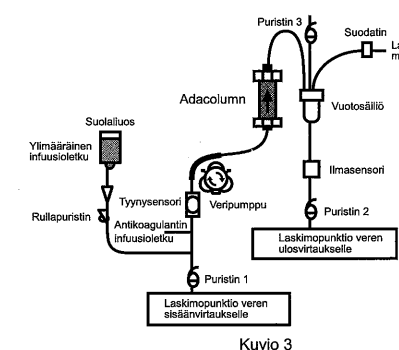 Puristin 3
Suodatin
La
m
Adacolumn
Vuotosäiliö
Suolaliuos
Ylimääräinen
infuusioletku
Ilmasensori
Tyynysensori
Veripumppu
Rullapuristin
Antikoagulantin
infuusioletku
Puristin 2
Laskimopunktio veren
ulosvirtaukselle
Puristin 1
Laskimopunktio veren
sisäänvirtaukselle
Kuvio 3